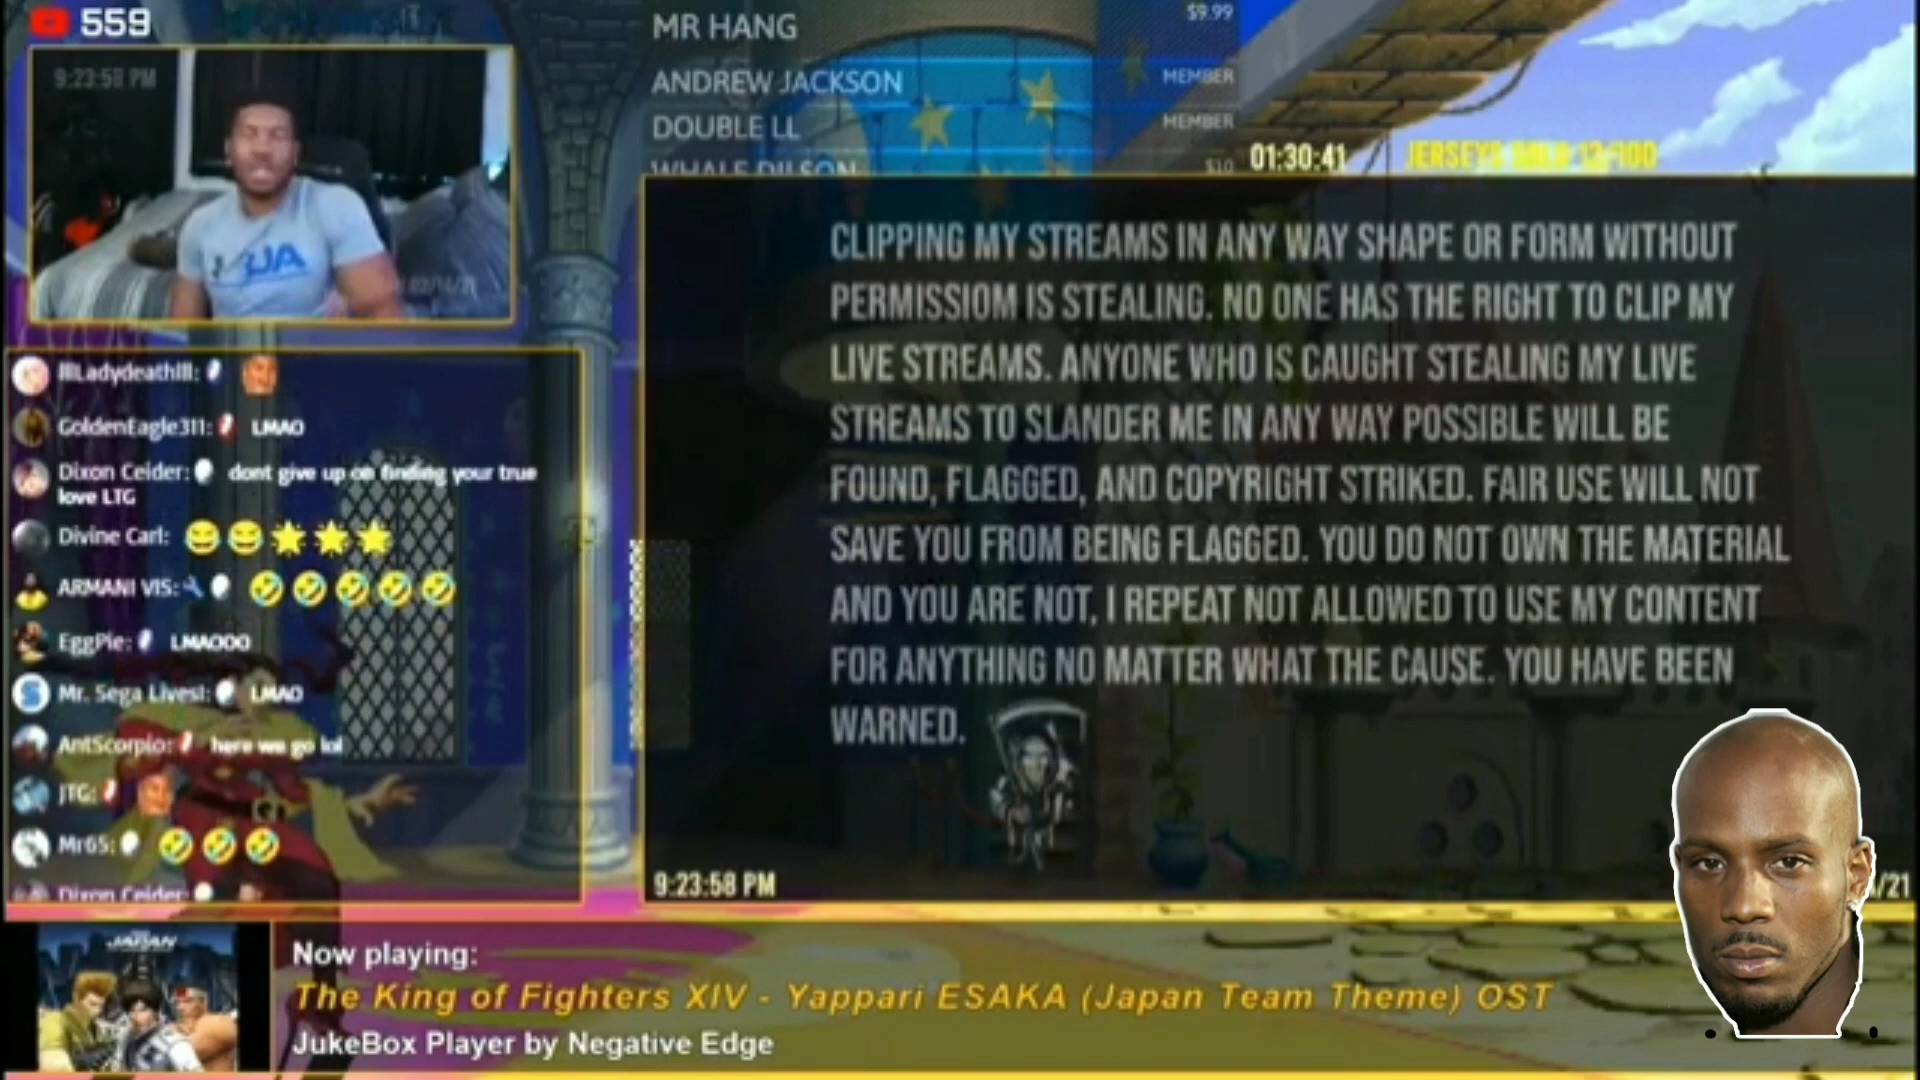 559
9:23:58 PM
MR HANG
$9.99
ANDREW JACKSON
MEMBER
DOUBLE LL
MEMBER
WHALE DILSON
$10
01:30:41
CLIPPING MY STREAMS IN ANY WAY SHAPE OR FORM WITHOUT
PERMISSIOM IS STEALING. NO ONE HAS THE RIGHT TO CLIP MY
LIVE STREAMS. ANYONE WHO IS CAUGHT STEALING MY LIVE
STREAMS TO SLANDER ME IN ANY WAY POSSIBLE WILL BE
FOUND, FLAGGED, AND COPYRIGHT STRIKED. FAIR USE WILL NOT
SAVE YOU FROM BEING FLAGGED. YOU DO NOT OWN THE MATERIAL
AND YOU ARE NOT, I REPEAT NOT ALLOWED TO USE MY CONTENT
FOR ANYTHING NO MATTER WHAT THE CAUSE. YOU HAVE BEEN
WARNED.
9:23:58 PM
/21
lllLadydeathlll:
GoldenEagle311: LMAO
Dixon Ceider: dont give up on finding your true
love LTG
Divine Carl: 😆😆🌟🌟🌟
ARMANI VIS: 🤣🤣🤣🤣🤣
EggPie: LMAOOO
Mr. Sega Lives!: LMAO
AntScorpio: here we go lol
JTG:
Mr65: 🤣🤣🤣
Dixon Ceider:
Now playing:
The King of Fighters XIV - Yappari ESAKA (Japan Team Theme) OST
JukeBox Player by Negative Edge